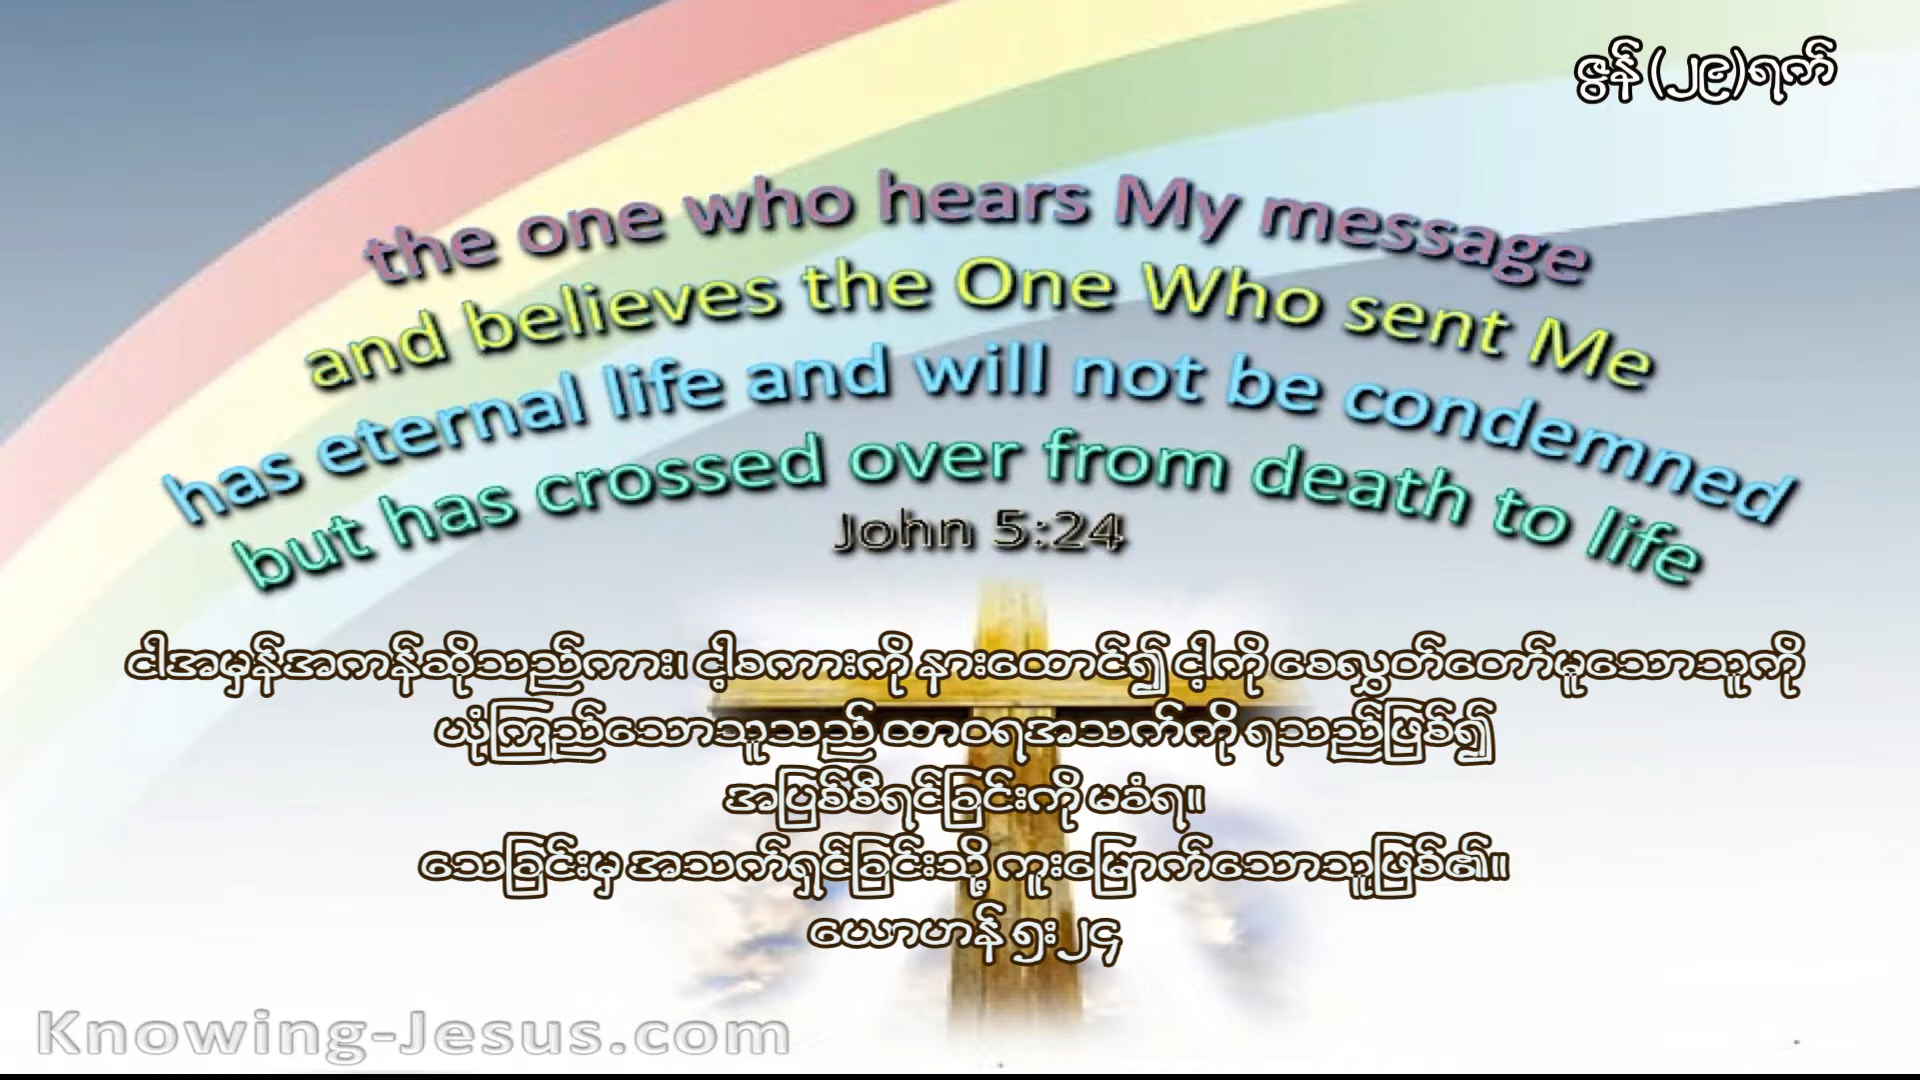 ဇွန် (၂၉)ရက်
the one who hears My message
and believes the One Who sent Me
has eternal life and will not be condemned
but has crossed over from death to life
John 5:24
ငါအမှန်အကန်ဆိုသည်ကား၊ ငါ့စကားကို နားထောင်၍ ငါ့ကို စေလွှတ်တော်မူသောသူကို
ယုံကြည်သောသူသည် ထာဝရအသက်ကို ရသည်ဖြစ်၍
အပြစ်စီရင်ခြင်းကို မခံရ။
သေခြင်းမှ အသက်ရှင်ခြင်းသို့ ကူးမြောက်သောသူဖြစ်၏။
ယောဟန် ၅း၂၄
Knowing-Jesus.com